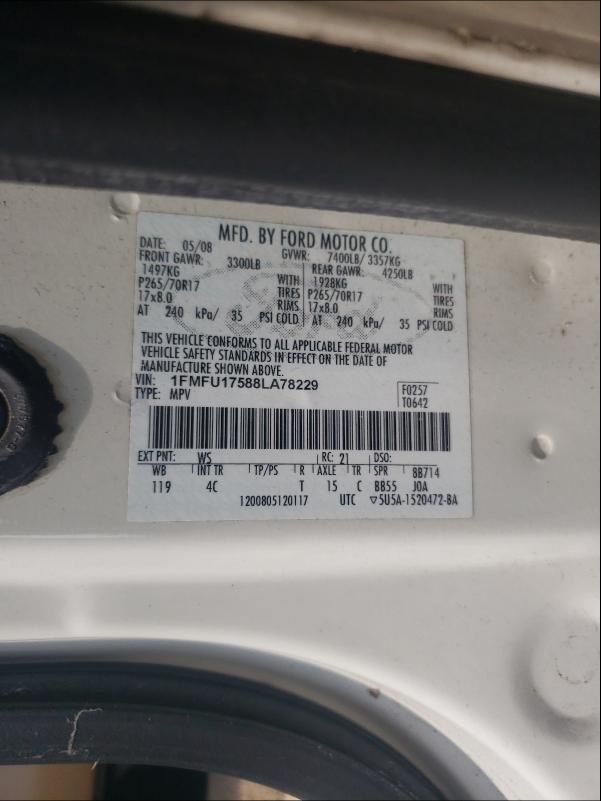 MFD. BY FORD MOTOR CO.
DATE: 05/08 GVWR: 7400LB/ 3357KG
FRONT GAWR: 3300LB REAR GAWR: 4250LB
1497KG WITH 1928KG WITH
P265/70R17 TIRES P265/70R17 TIRES
17x8.0 RIMS 17x8.0 RIMS
AT 240 kPa/ 35 PSI COLD AT 240 kPa/ 35 PSI COLD
THIS VEHICLE CONFORMS TO ALL APPLICABLE FEDERAL MOTOR
VEHICLE SAFETY STANDARDS IN EFFECT ON THE DATE OF
MANUFACTURE SHOWN ABOVE.
VIN: 1FMFU17588LA78229 F0257
TYPE: MPV T0642
EXT PNT: WS RC: 21 DSO:
WB INT TR TP/PS R AXLE TR SPR 8B714
119 4C T 15 C BB55 JOA
1200805120117 UTC ▽5U5A-1520472-BA
Ford